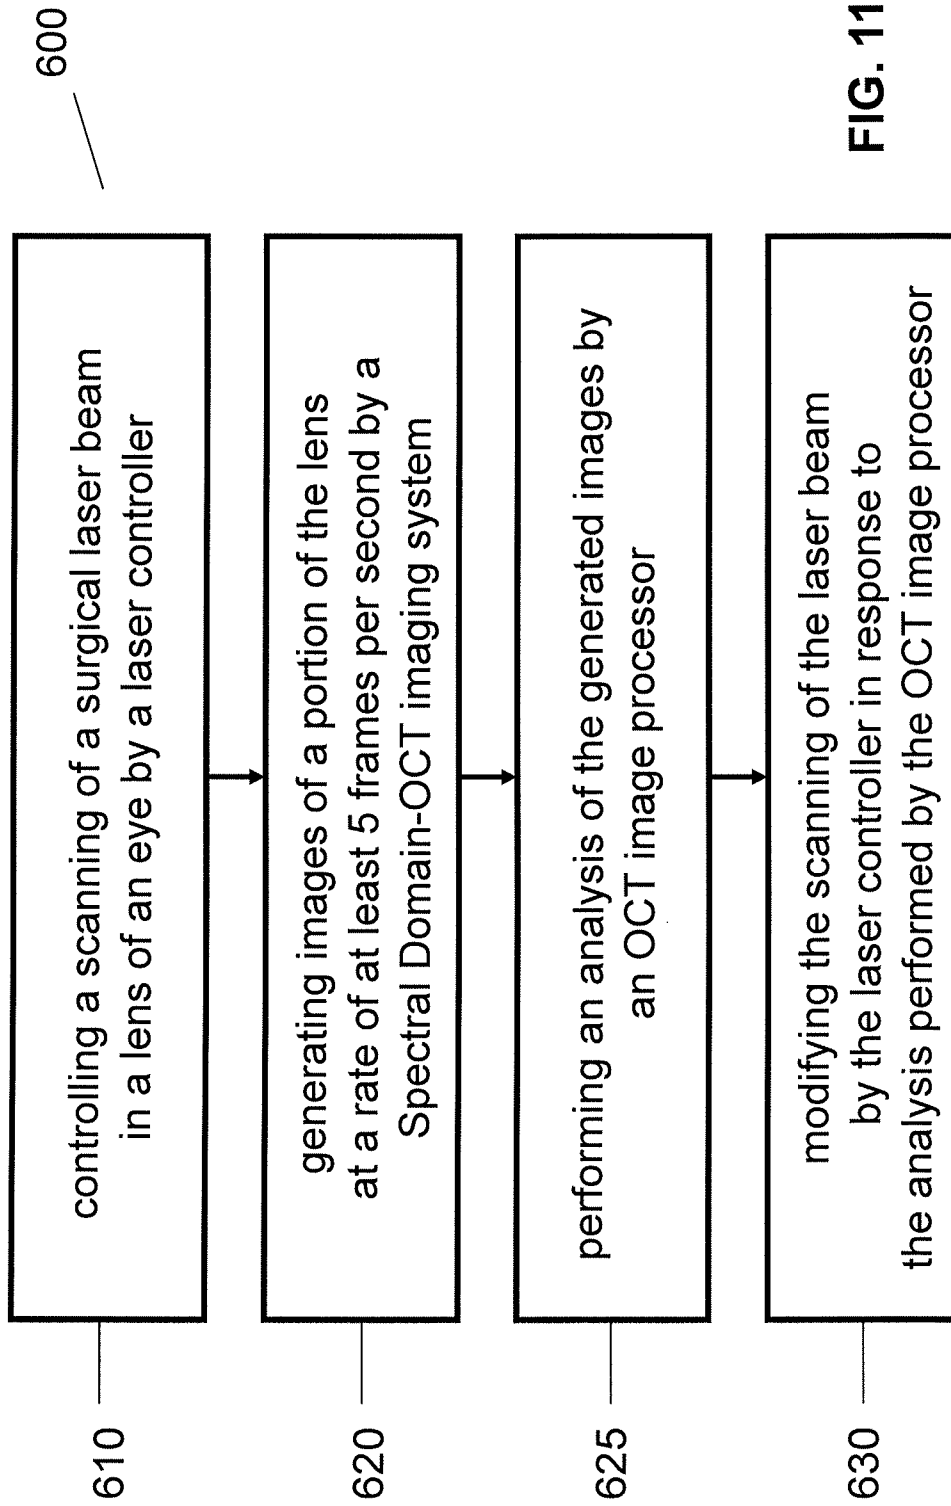 600
610
controlling a scanning of a surgical laser beam
in a lens of an eye by a laser controller
620
generating images of a portion of the lens
at a rate of at least 5 frames per second by a
Spectral Domain-OCT imaging system
625
performing an analysis of the generated images by
an OCT image processor
630
modifying the scanning of the laser beam
by the laser controller in response to
the analysis performed by the OCT image processor
FIG. 11